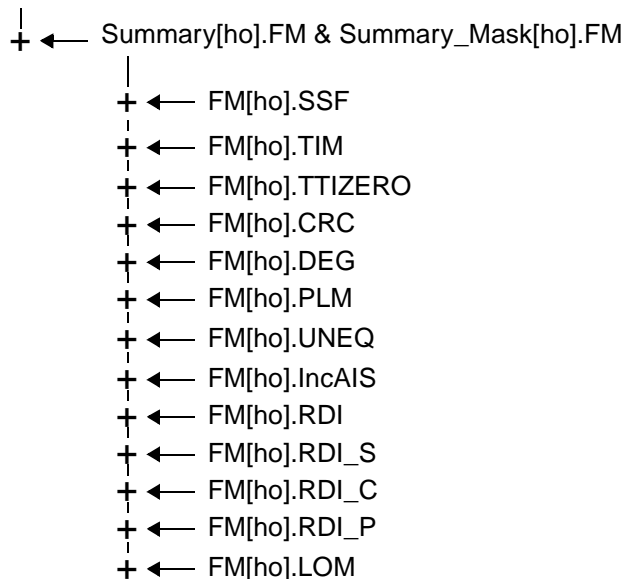 Summary[ho].FM & Summary_Mask[ho].FM
FM[ho].SSF
FM[ho].TIM
FM[ho].TTIZERO
FM[ho].CRC
FM[ho].DEG
FM[ho].PLM
FM[ho].UNEQ
FM[ho].IncAIS
FM[ho].RDI
FM[ho].RDI_S
FM[ho].RDI_C
FM[ho].RDI_P
FM[ho].LOM